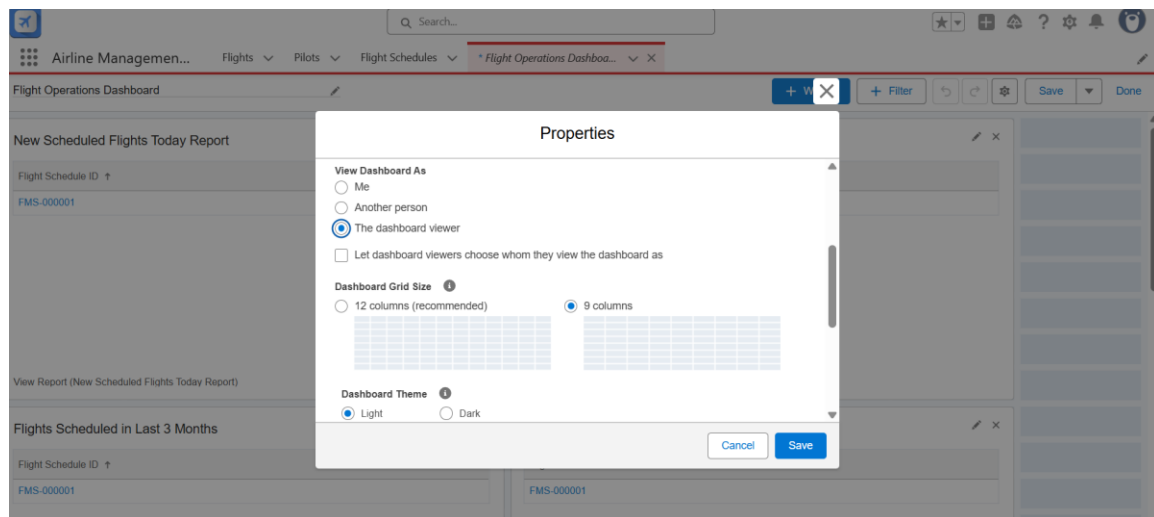 Search...
Airline Managemen... Flights Pilots Flight Schedules * Flight Operations Dashboa...
Flight Operations Dashboard + W + Filter Save Done
Properties
New Scheduled Flights Today Report
View Dashboard As
Flight Schedule ID ↑
Me
FMS-000001
Another person
The dashboard viewer
Let dashboard viewers choose whom they view the dashboard as
Dashboard Grid Size
12 columns (recommended) 9 columns
View Report (New Scheduled Flights Today Report)
Dashboard Theme
Light Dark
Flights Scheduled in Last 3 Months
Cancel Save
Flight Schedule ID ↑
FMS-000001 FMS-000001